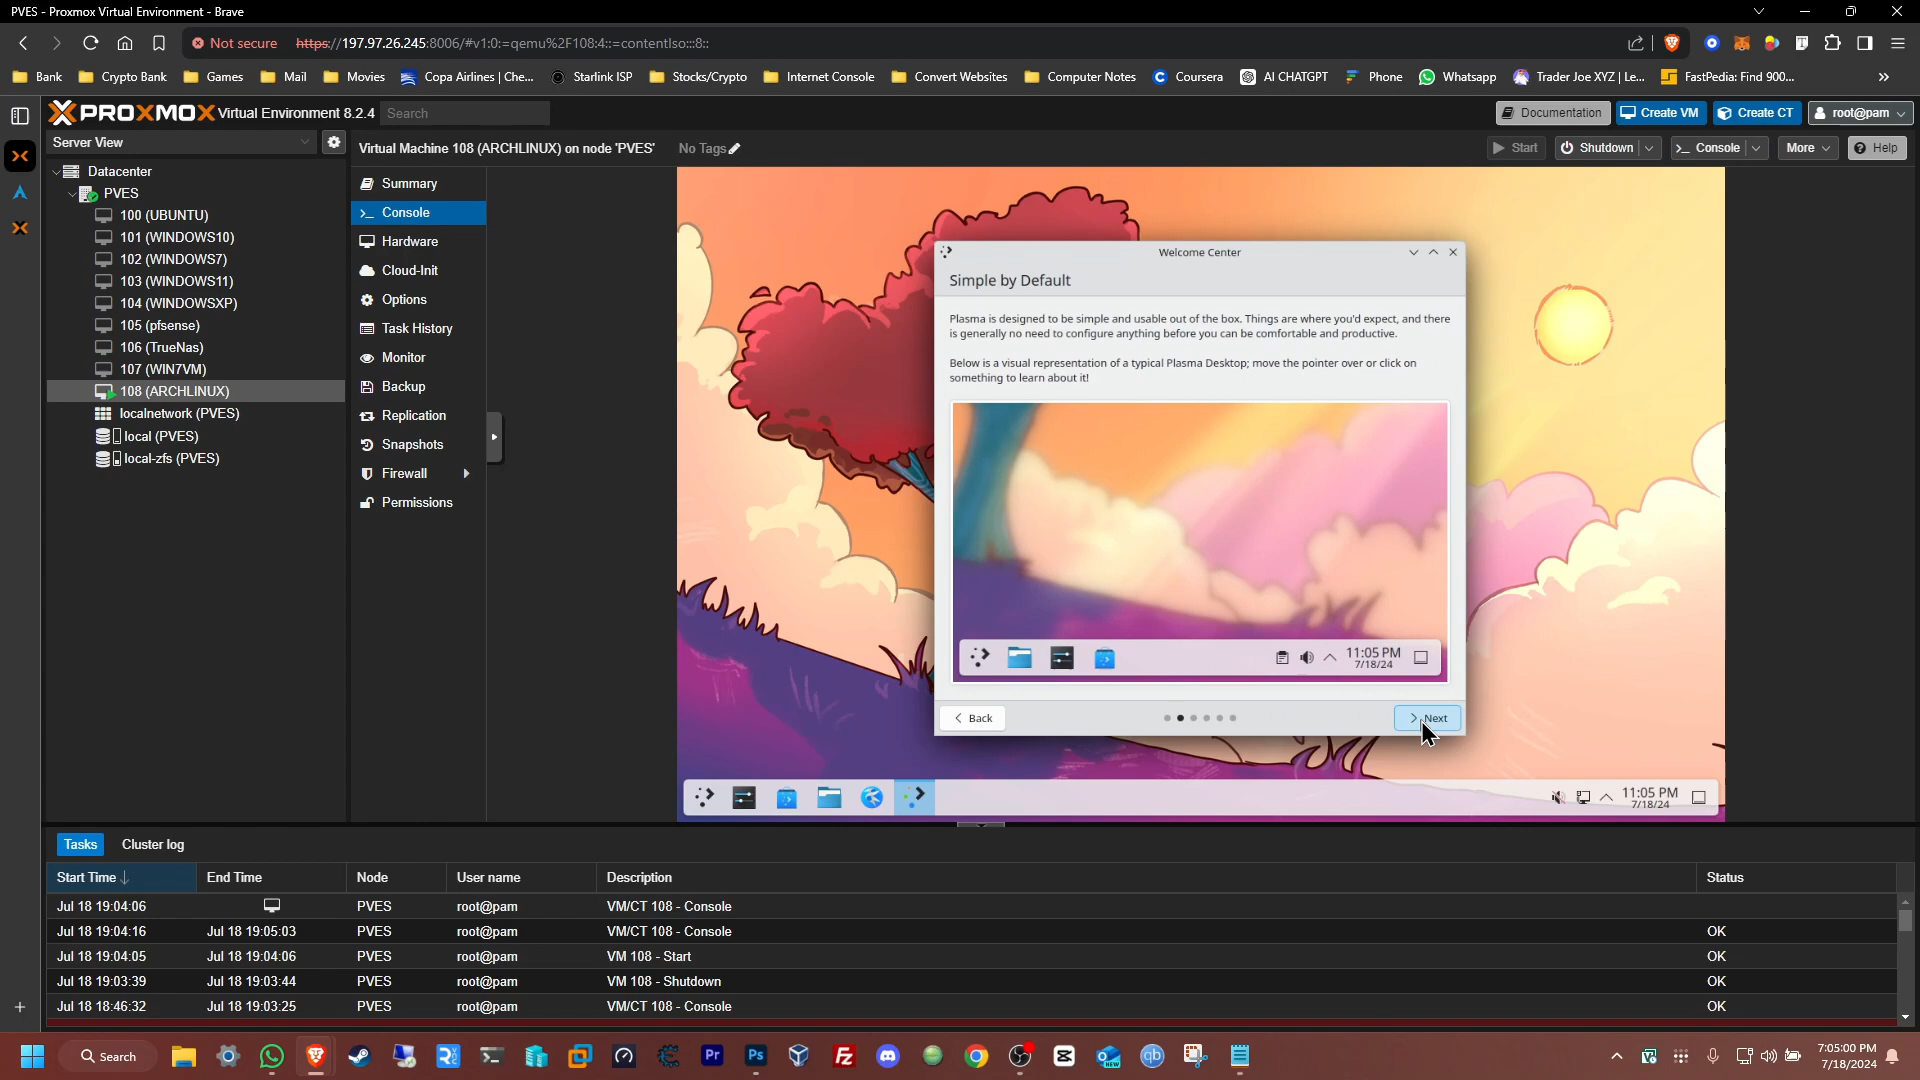 PVES - Proxmox Virtual Environment - Brave
Not secure https://197.97.26.245:8006/#v1:0:=qemu%2F108:4::=contentIso:::8::
Bank Crypto Bank Games Mail Movies Copa Airlines | Che... Starlink ISP Stocks/Crypto Internet Console Convert Websites Computer Notes Coursera AI CHATGPT Phone Whatsapp Trader Joe XYZ | Le... FastPedia: Find 900...
PROXMOX Virtual Environment 8.2.4 Search Documentation Create VM Create CT root@pam
Server View
Virtual Machine 108 (ARCHLINUX) on node 'PVES' No Tags Start Shutdown Console More Help
Datacenter
PVES
100 (UBUNTU)
101 (WINDOWS10)
102 (WINDOWS7)
103 (WINDOWS11)
104 (WINDOWSXP)
105 (pfsense)
106 (TrueNas)
107 (WIN7VM)
108 (ARCHLINUX)
localnetwork (PVES)
local (PVES)
local-zfs (PVES)
Summary
Console
Hardware
Cloud-Init
Options
Task History
Monitor
Backup
Replication
Snapshots
Firewall
Permissions
Welcome Center
Simple by Default
Plasma is designed to be simple and usable out of the box. Things are where you'd expect, and there
is generally no need to configure anything before you can be comfortable and productive.
Below is a visual representation of a typical Plasma Desktop; move the pointer over or click on
something to learn about it!
11:05 PM
7/18/24
Back Next
11:05 PM
7/18/24
Tasks Cluster log
Start Time End Time Node User name Description Status
Jul 18 19:04:06 PVES root@pam VM/CT 108 - Console
Jul 18 19:04:16 Jul 18 19:05:03 PVES root@pam VM/CT 108 - Console OK
Jul 18 19:04:05 Jul 18 19:04:06 PVES root@pam VM 108 - Start OK
Jul 18 19:03:39 Jul 18 19:03:44 PVES root@pam VM 108 - Shutdown OK
Jul 18 18:46:32 Jul 18 19:03:25 PVES root@pam VM/CT 108 - Console OK
Search Pr Ps FZ NEW qb 7:05:00 PM
7/18/2024